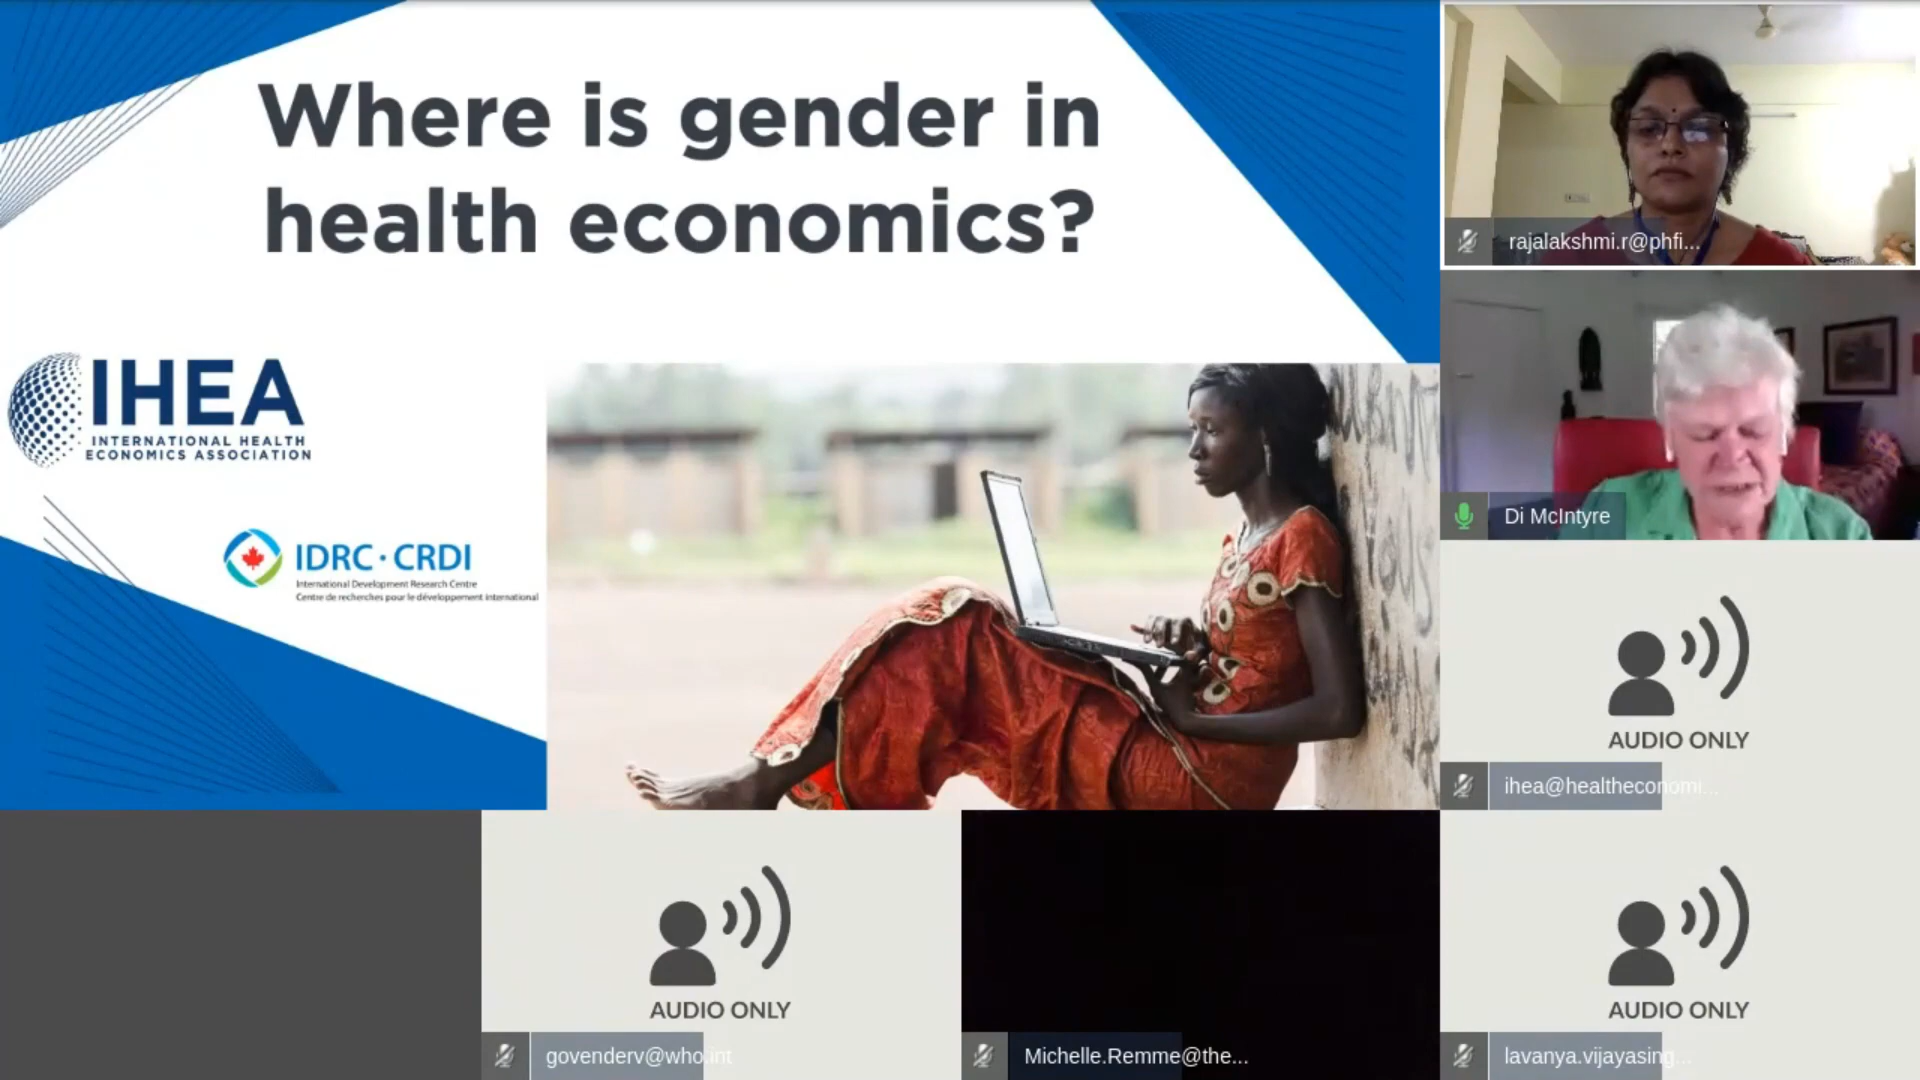 Where is gender in
health economics?
IHEA
INTERNATIONAL HEALTH
ECONOMICS ASSOCIATION
IDRC · CRDI
International Development Research Centre
Centre de recherches pour le développement international
rajalakshmi.r@phfi...
Di McIntyre
AUDIO ONLY
ihea@healtheconomi...
AUDIO ONLY
govenderv@who.int
Michelle.Remme@the...
AUDIO ONLY
lavanya.vijayasing...